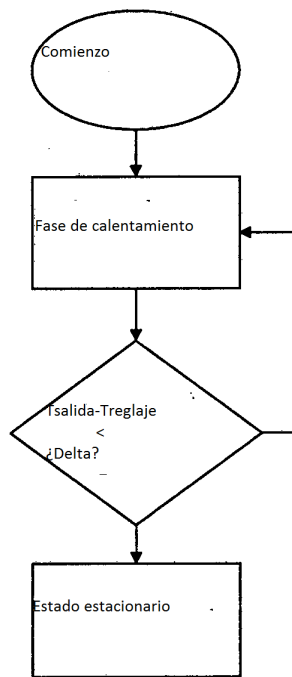 Comienzo
Fase de calentamiento
Tsalida-Treglaje
<
¿Delta?
Estado estacionario